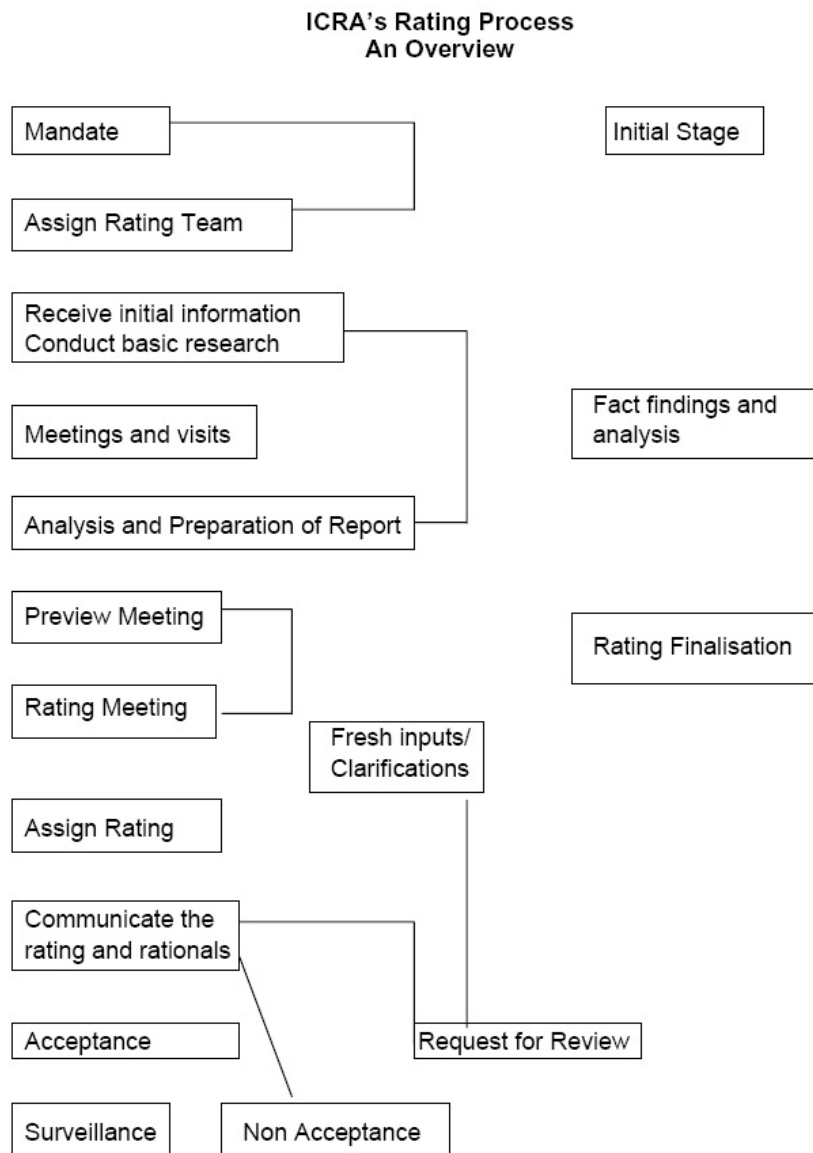 ICRA's Rating Process
An Overview
Mandate
Initial Stage
Assign Rating Team
Receive initial information
Conduct basic research
Fact findings and
analysis
Meetings and visits
Analysis and Preparation of Report
Preview Meeting
Rating Finalisation
Rating Meeting
Fresh inputs/
Clarifications
Assign Rating
Communicate the
rating and rationals
Acceptance
Request for Review
Surveillance
Non Acceptance